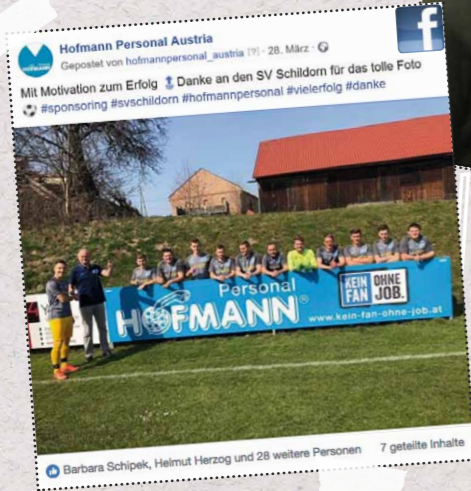 Hofmann Personal Austria
Gepostet von hofmannpersonal_austria [?] · 28. März ·
Mit Motivation zum Erfolg Danke an den SV Schildorn für das tolle Foto
#sponsoring #svschildorn #hofmannpersonal #vielerfolg #danke
Personal
HOFMANN®
KEIN FAN OHNE JOB.
www.kein-fan-ohne-job.at
Barbara Schipek, Helmut Herzog und 28 weitere Personen 7 geteilte Inhalte